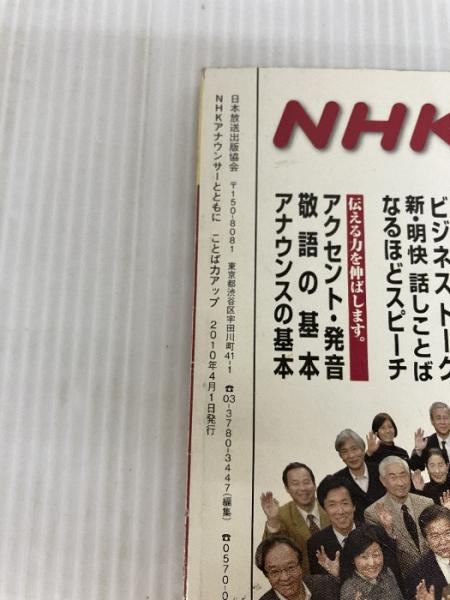 NHK
ビジネス トーク
新・明快 話しことば
なるほどスピーチ
伝える力を伸ばします。
アクセント・発音
敬語の基本
アナウンスの基本
日本放送出版協会 〒150-8081 東京都渋谷区宇田川町41-1 ☎03-3780-3447(編集) ☎0570-0
NHKアナウンサーとともに ことば力アップ 2010年4月1日発行